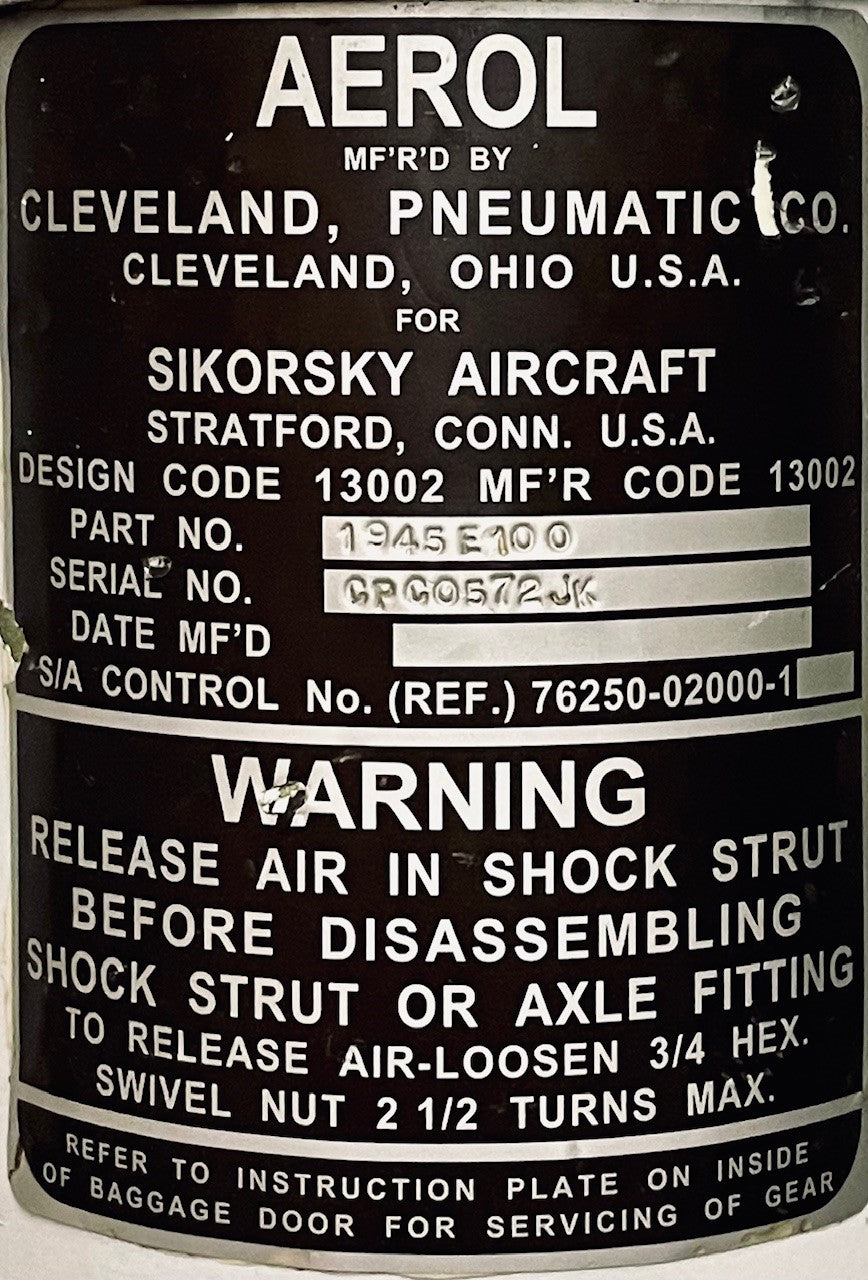 AEROL
MF'R'D BY
CLEVELAND, PNEUMATIC CO.
CLEVELAND, OHIO U.S.A.
FOR
SIKORSKY AIRCRAFT
STRATFORD, CONN. U.S.A.
DESIGN CODE 13002 MF'R CODE 13002
PART NO. 1945E100
SERIAL NO. CPC0572JK
DATE MF'D
S/A CONTROL No. (REF.) 76250-02000-1
WARNING
RELEASE AIR IN SHOCK STRUT
BEFORE DISASSEMBLING
SHOCK STRUT OR AXLE FITTING
TO RELEASE AIR-LOOSEN 3/4 HEX.
SWIVEL NUT 2 1/2 TURNS MAX.
REFER TO INSTRUCTION PLATE ON INSIDE
OF BAGGAGE DOOR FOR SERVICING OF GEAR